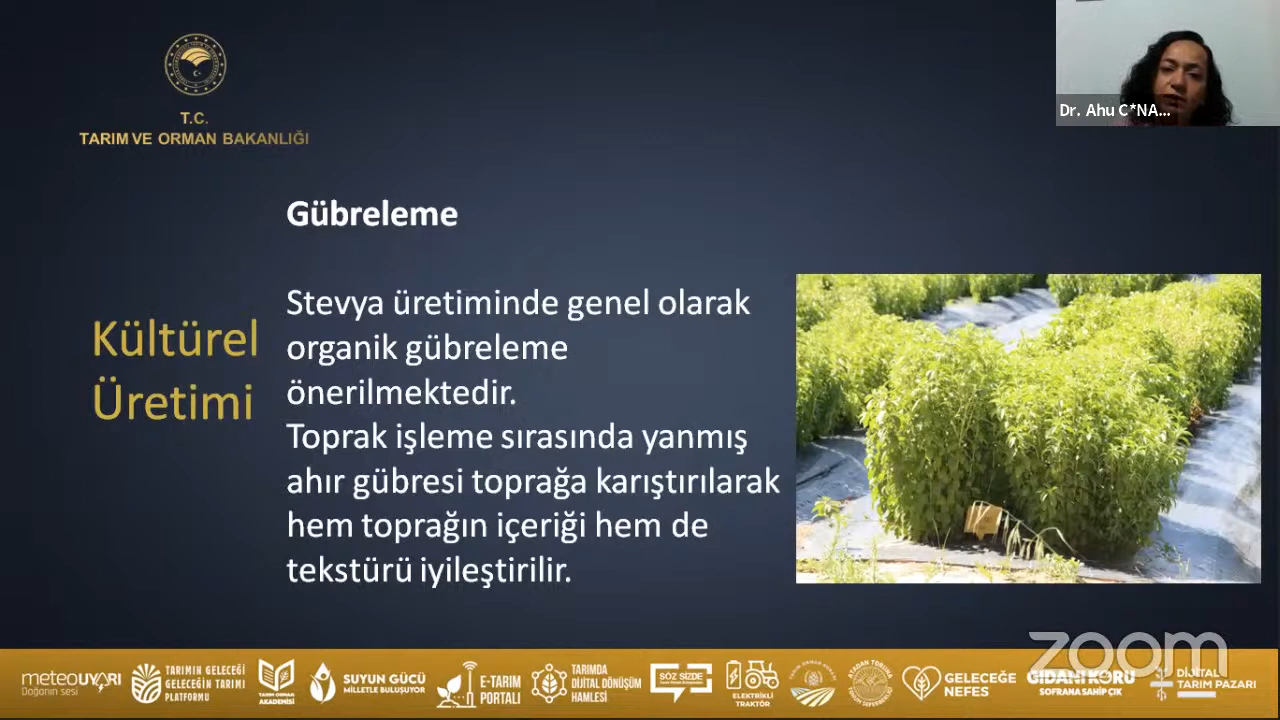 T.C.
TARIM VE ORMAN BAKANLIĞI
Dr. Ahu C*NA...
Gübreleme
Kültürel
Üretimi
Stevya üretiminde genel olarak
organik gübreleme
önerilmektedir.
Toprak işleme sırasında yanmış
ahır gübresi toprağa karıştırılarak
hem toprağın içeriği hem de
tekstürü iyileştirilir.
zoom
meteoUYARI
Doğanın sesi
TARIMIN GELECEĞİ
GELECEĞİN TARIMI
PLATFORMU
TARIM ORMAN
AKADEMİSİ
SUYUN GÜCÜ
MİLLETLE BULUŞUYOR
E-TARIM
PORTALI
TARIMDA
DİJİTAL DÖNÜŞÜM
HAMLESİ
SÖZ SİZDE
ELEKTRİKLİ
TRAKTÖR
GELECEĞE
NEFES
GIDANI KORU
SOFRANA SAHİP ÇIK
DİJİTAL
TARIM PAZARI